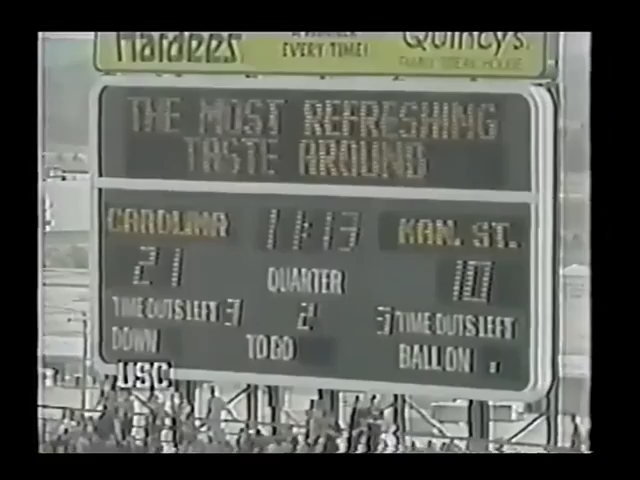 Hardees
A WINNER
EVERY TIME!
Quincy's
FAMILY STEAK HOUSE
THE MOST REFRESHING
TASTE AROUND
CAROLINA 11:13 KAN. ST.
21 QUARTER 10
TIME OUTS LEFT 3 2 3 TIME OUTS LEFT
DOWN TO GO BALL ON
USC